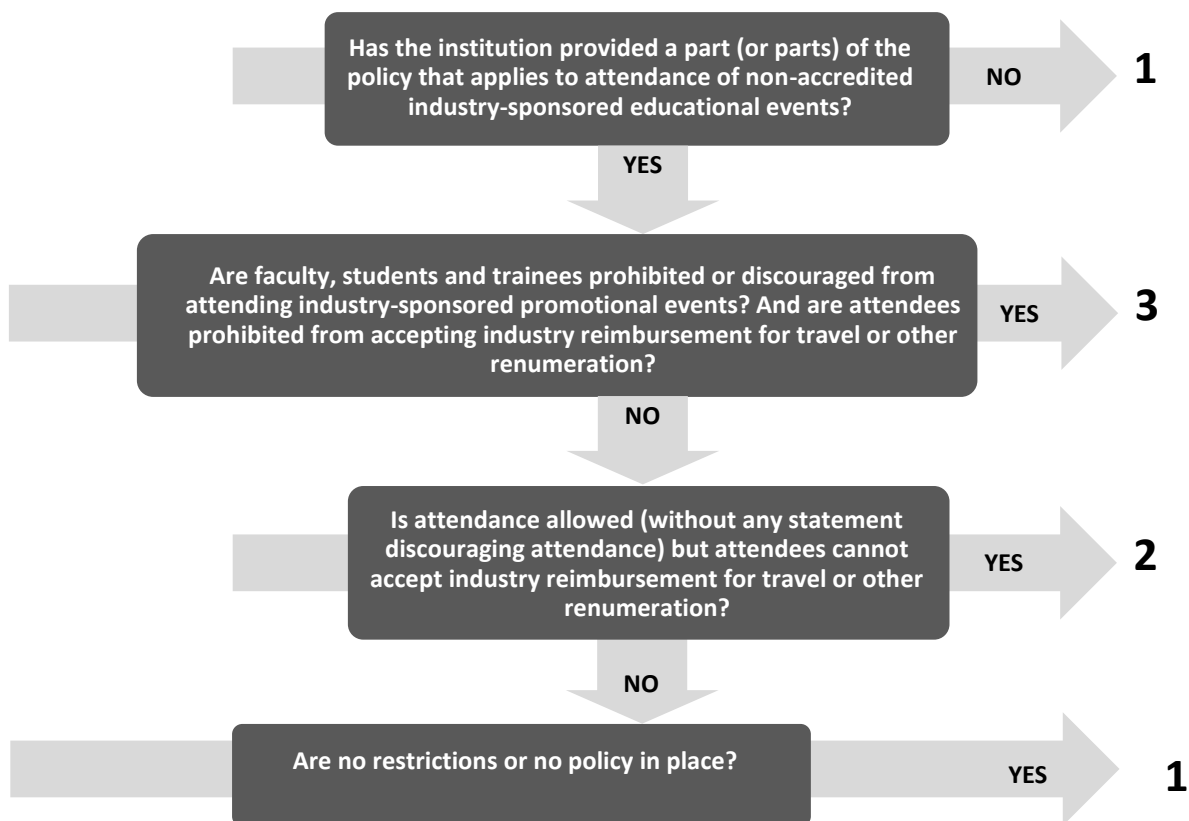 Has the institution provided a part (or parts) of the
policy that applies to attendance of non-accredited
industry-sponsored educational events?
NO
1
YES
Are faculty, students and trainees prohibited or discouraged from
attending industry-sponsored promotional events? And are attendees
prohibited from accepting industry reimbursement for travel or other
renumeration?
YES
3
NO
Is attendance allowed (without any statement
discouraging attendance) but attendees cannot
accept industry reimbursement for travel or other
renumeration?
YES
2
NO
Are no restrictions or no policy in place?
YES
1